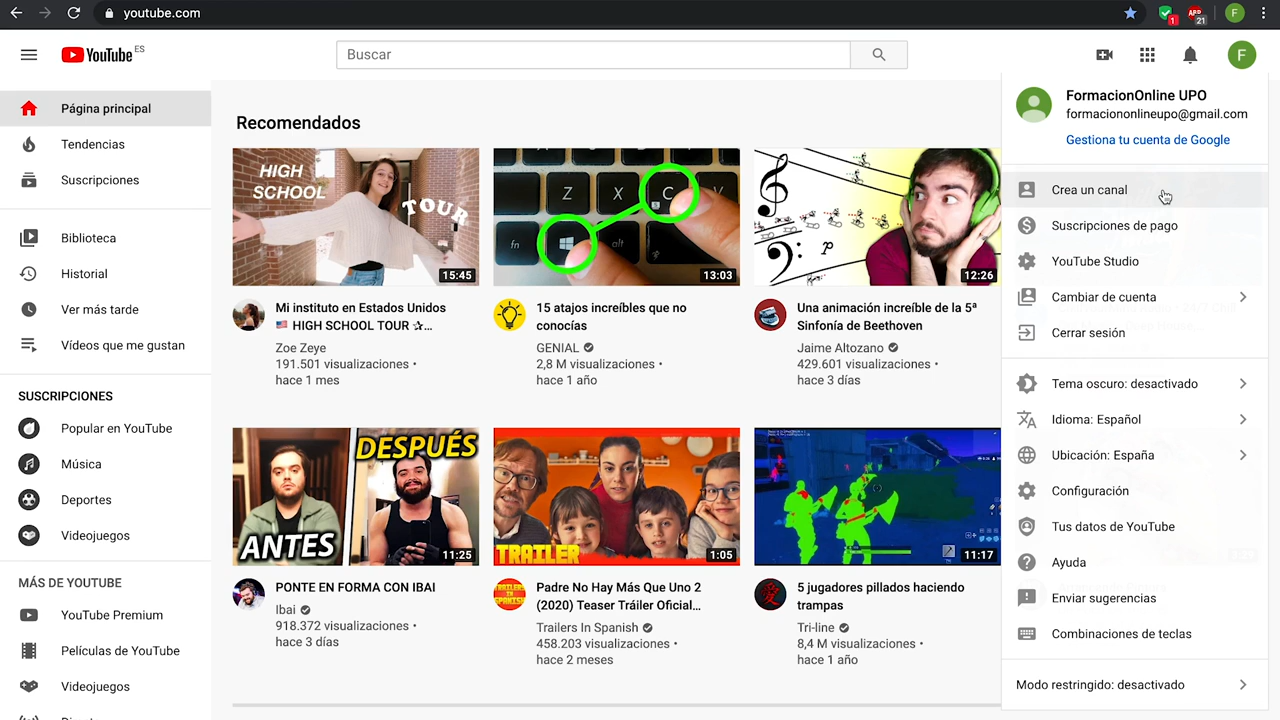 youtube.com
1
ABP
21
F
YouTube ES
Buscar
F
Página principal
Tendencias
Suscripciones
Biblioteca
Historial
Ver más tarde
Vídeos que me gustan
SUSCRIPCIONES
Popular en YouTube
Música
Deportes
Videojuegos
MÁS DE YOUTUBE
YouTube Premium
Películas de YouTube
Videojuegos
Recomendados
HIGH
SCHOOL
TOUR
15:45
Mi instituto en Estados Unidos
🇺🇸 HIGH SCHOOL TOUR ✰...
Zoe Zeye
191.501 visualizaciones •
hace 1 mes
Z X C V
fn alt
13:03
15 atajos increíbles que no
conocías
GENIAL
2,8 M visualizaciones •
hace 1 año
p
12:26
Una animación increíble de la 5ª
Sinfonía de Beethoven
Jaime Altozano
429.601 visualizaciones •
hace 3 días
ANTES
DESPUÉS
11:25
PONTE EN FORMA CON IBAI
Ibai
918.372 visualizaciones •
hace 3 días
TRAILER
1:05
TRAILERS
IN
SPANISH
Padre No Hay Más Que Uno 2
(2020) Teaser Tráiler Oficial...
Trailers In Spanish
458.203 visualizaciones •
hace 2 meses
11:17
5 jugadores pillados haciendo
trampas
Tri-line
8,4 M visualizaciones •
hace 1 año
FormacionOnline UPO
formaciononlineupo@gmail.com
Gestiona tu cuenta de Google
Crea un canal
Suscripciones de pago
YouTube Studio
Cambiar de cuenta
Cerrar sesión
Tema oscuro: desactivado
Idioma: Español
Ubicación: España
Configuración
Tus datos de YouTube
Ayuda
Enviar sugerencias
Combinaciones de teclas
Modo restringido: desactivado